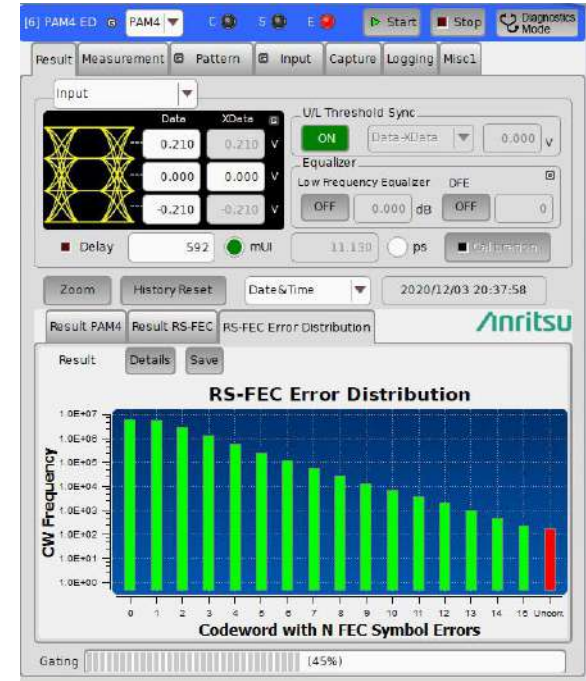 [6] PAM4 ED G PAM4 C S E Start Stop Diagnostics Mode
Result Measurement Pattern Input Capture Logging Misc1
Input
Data XData
U/L Threshold Sync
0.210 0.210 V
ON Data-XData 0.000 V
0.000 0.000 V
Equalizer
Low Frequency Equalizer DFE
-0.210 -0.210 V
OFF 0.000 dB OFF 0
Delay 592 mUI 11.130 ps Calibration
Zoom History Reset Date&Time 2020/12/03 20:37:58
Result PAM4 Result RS-FEC RS-FEC Error Distribution
Anritsu
Result Details Save
RS-FEC Error Distribution
CW Frequency
1.0E+07
1.0E+06
1.0E+05
1.0E+04
1.0E+03
1.0E+02
1.0E+01
1.0E+00
0 1 2 3 4 5 6 7 8 9 10 11 12 13 14 15 Uncorr.
Codeword with N FEC Symbol Errors
Gating (45%)